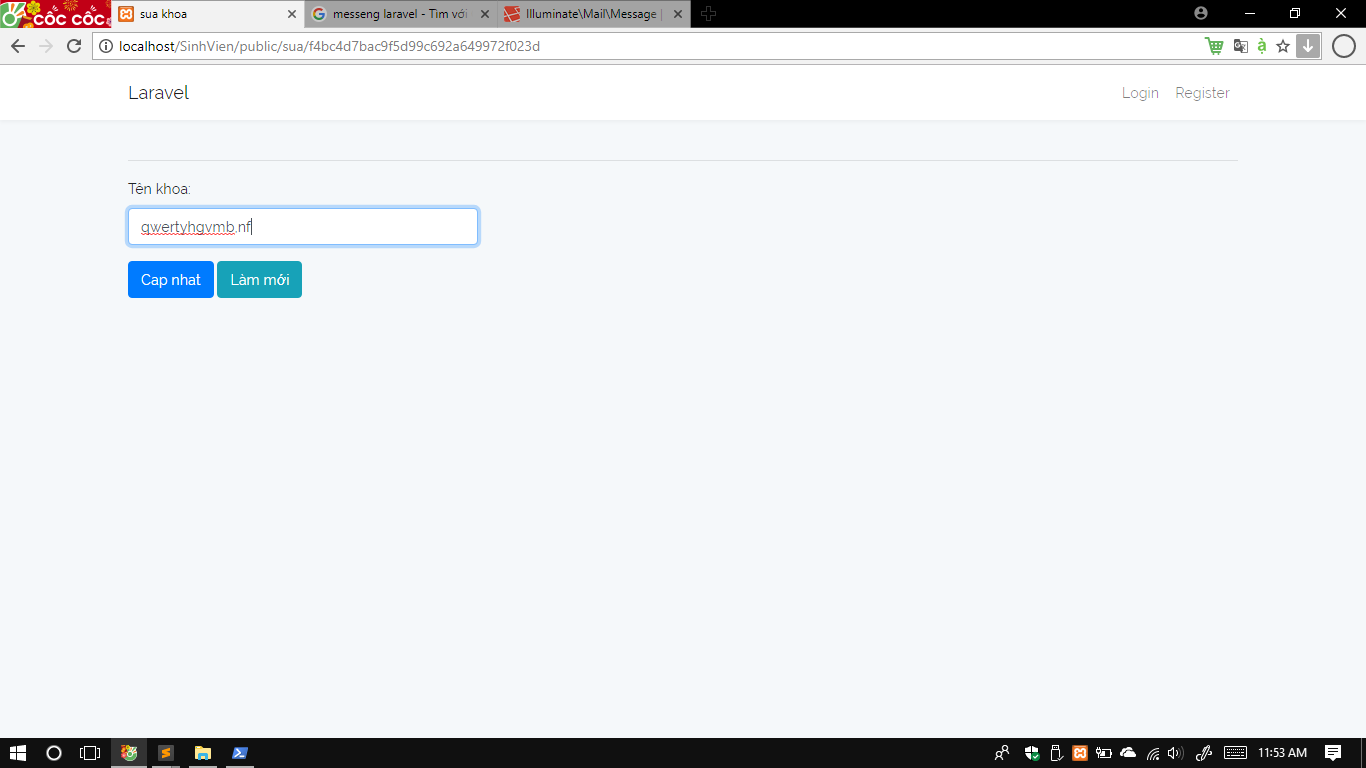 CỐC CỐC
sua khoa
messeng laravel - Tìm với
Illuminate\Mail\Message |
localhost/SinhVien/public/sua/f4bc4d7bac9f5d99c692a649972f023d
Laravel
Login
Register
Tên khoa:
qwertyhgvmb.nf
Cap nhat
Làm mới
11:53 AM